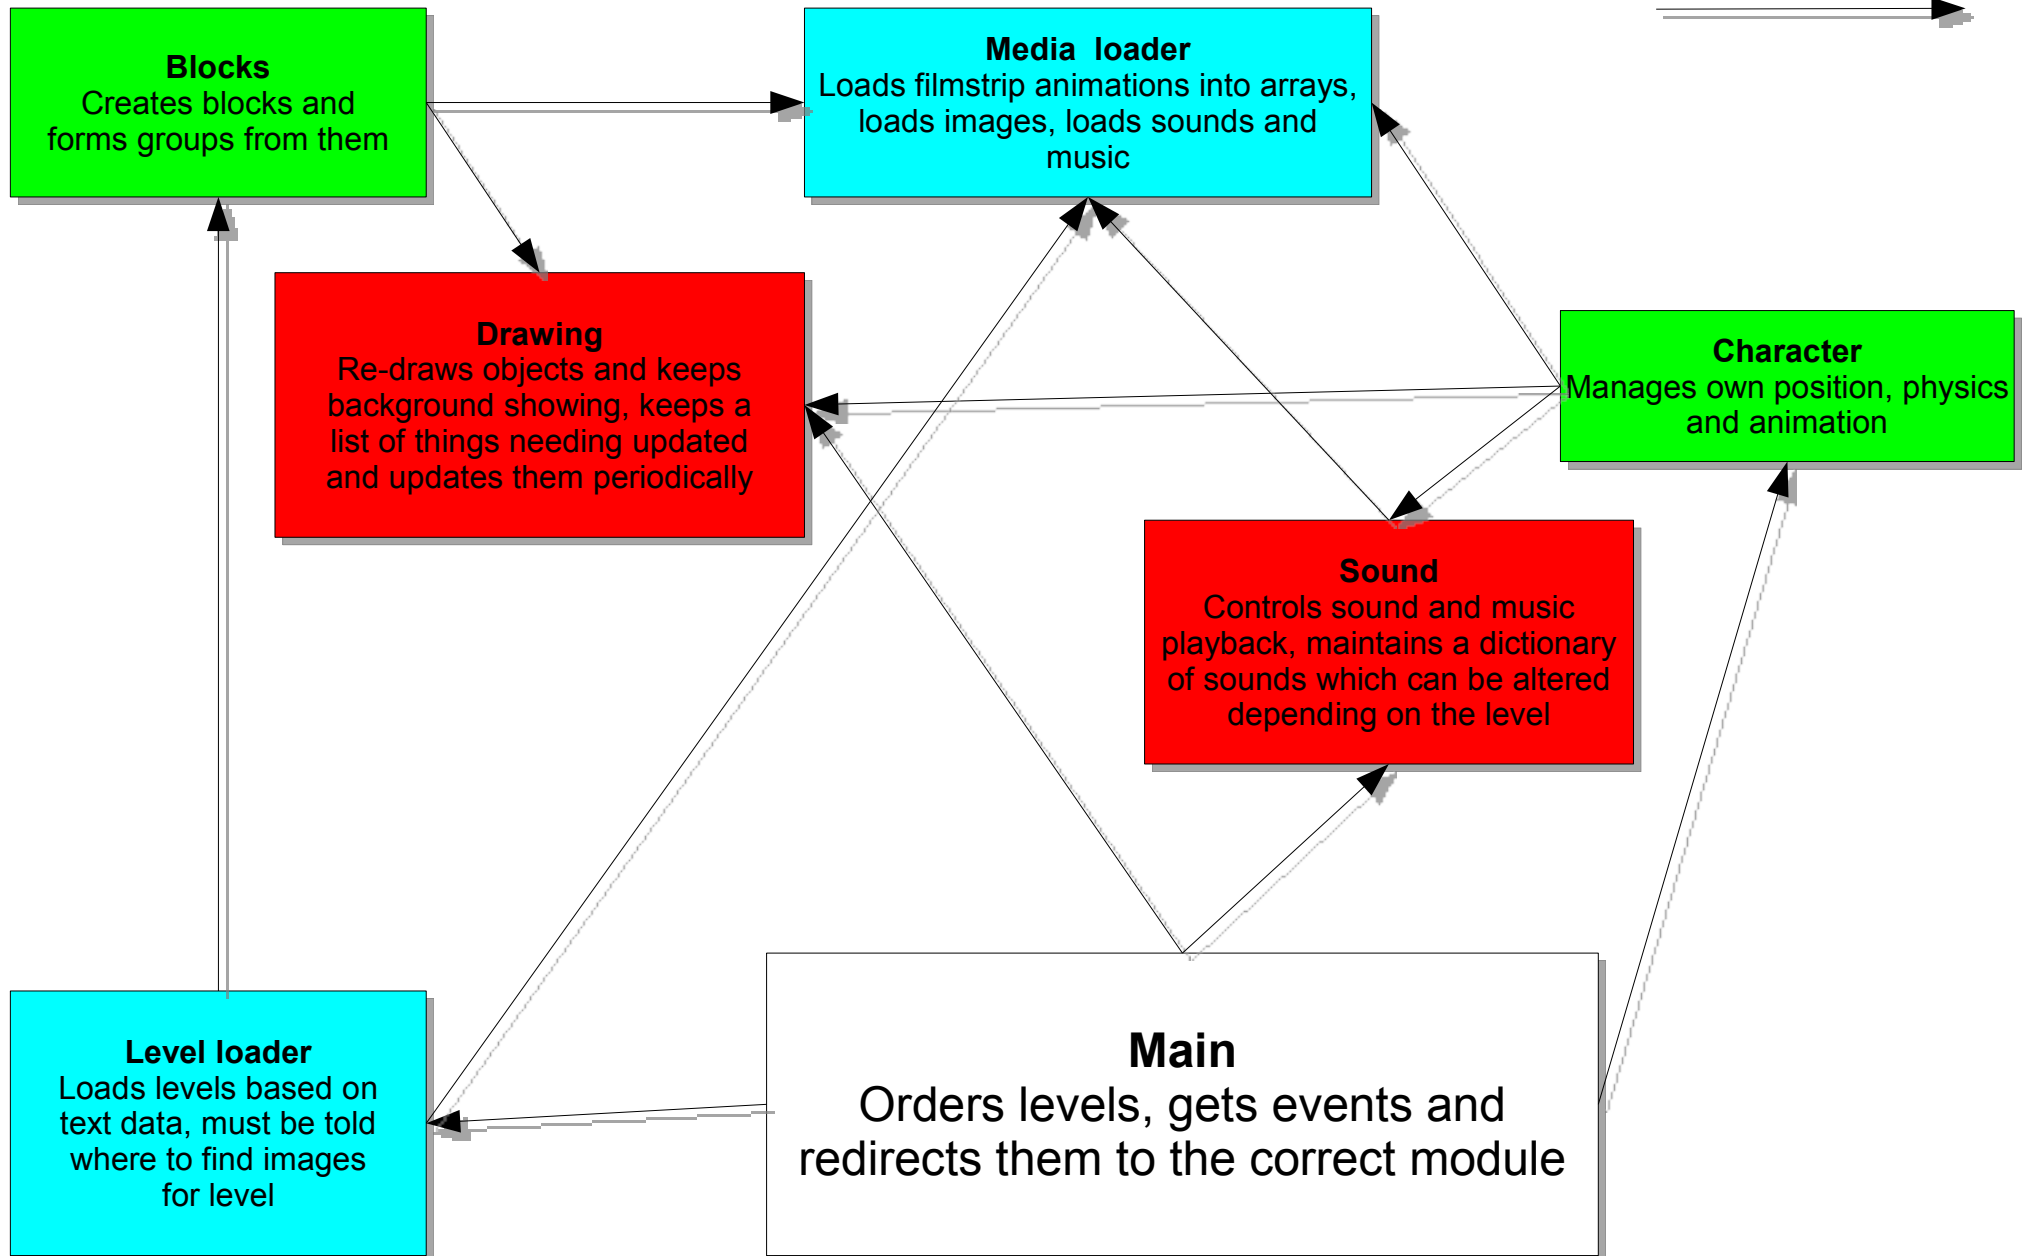 Blocks
Creates blocks and
forms groups from them
Media loader
Loads filmstrip animations into arrays,
loads images, loads sounds and
music
Drawing
Re-draws objects and keeps
background showing, keeps a
list of things needing updated
and updates them periodically
Character
Manages own position, physics
and animation
Sound
Controls sound and music
playback, maintains a dictionary
of sounds which can be altered
depending on the level
Level loader
Loads levels based on
text data, must be told
where to find images
for level
Main
Orders levels, gets events and
redirects them to the correct module